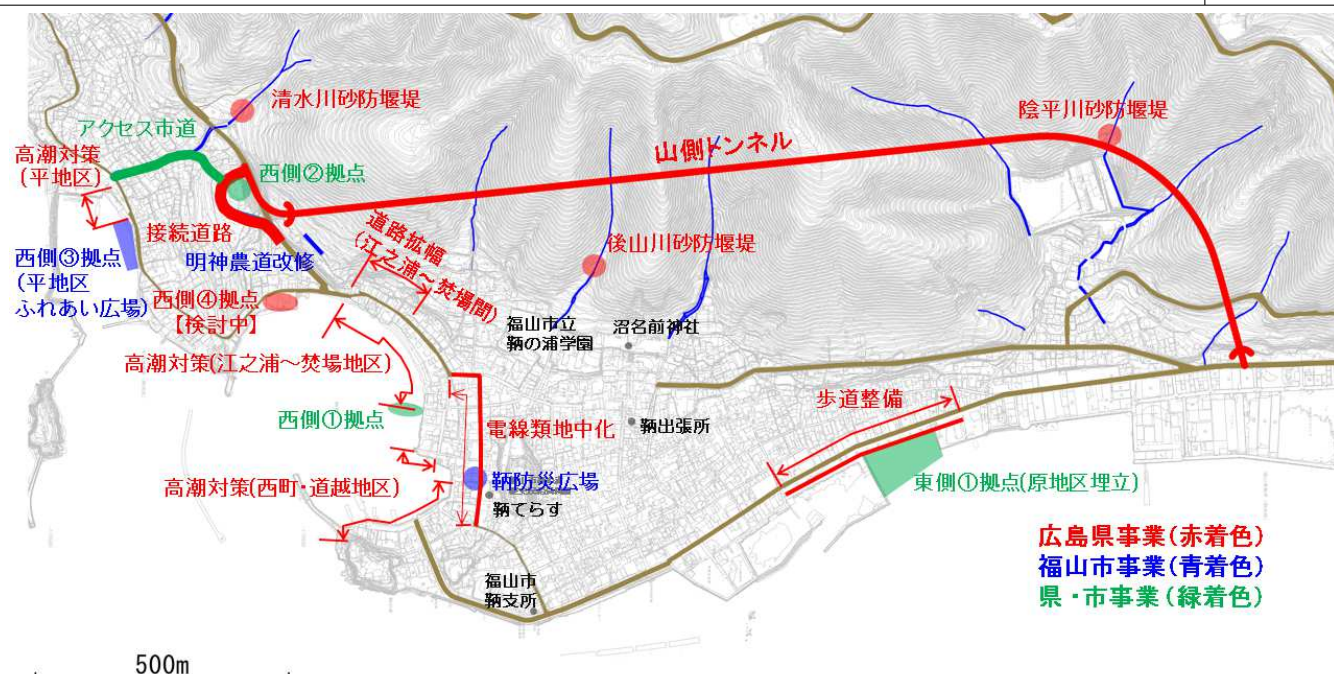 清水川砂防堰堤
陰平川砂防堰堤
アクセス市道
高潮対策
(平地区)
西側②拠点
山側トンネル
接続道路
道路拡幅
(江之浦～焚場間)
後山川砂防堰堤
西側③拠点
(平地区
ふれあい広場)
明神農道改修
西側④拠点
【検討中】
福山市立
鞆の浦学園
沼名前神社
高潮対策(江之浦～焚場地区)
歩道整備
西側①拠点
電線類地中化
鞆出張所
高潮対策(西町・道越地区)
鞆防災広場
鞆てらす
東側①拠点(原地区埋立)
広島県事業(赤着色)
福山市事業(青着色)
県・市事業(緑着色)
福山市
鞆支所
500m